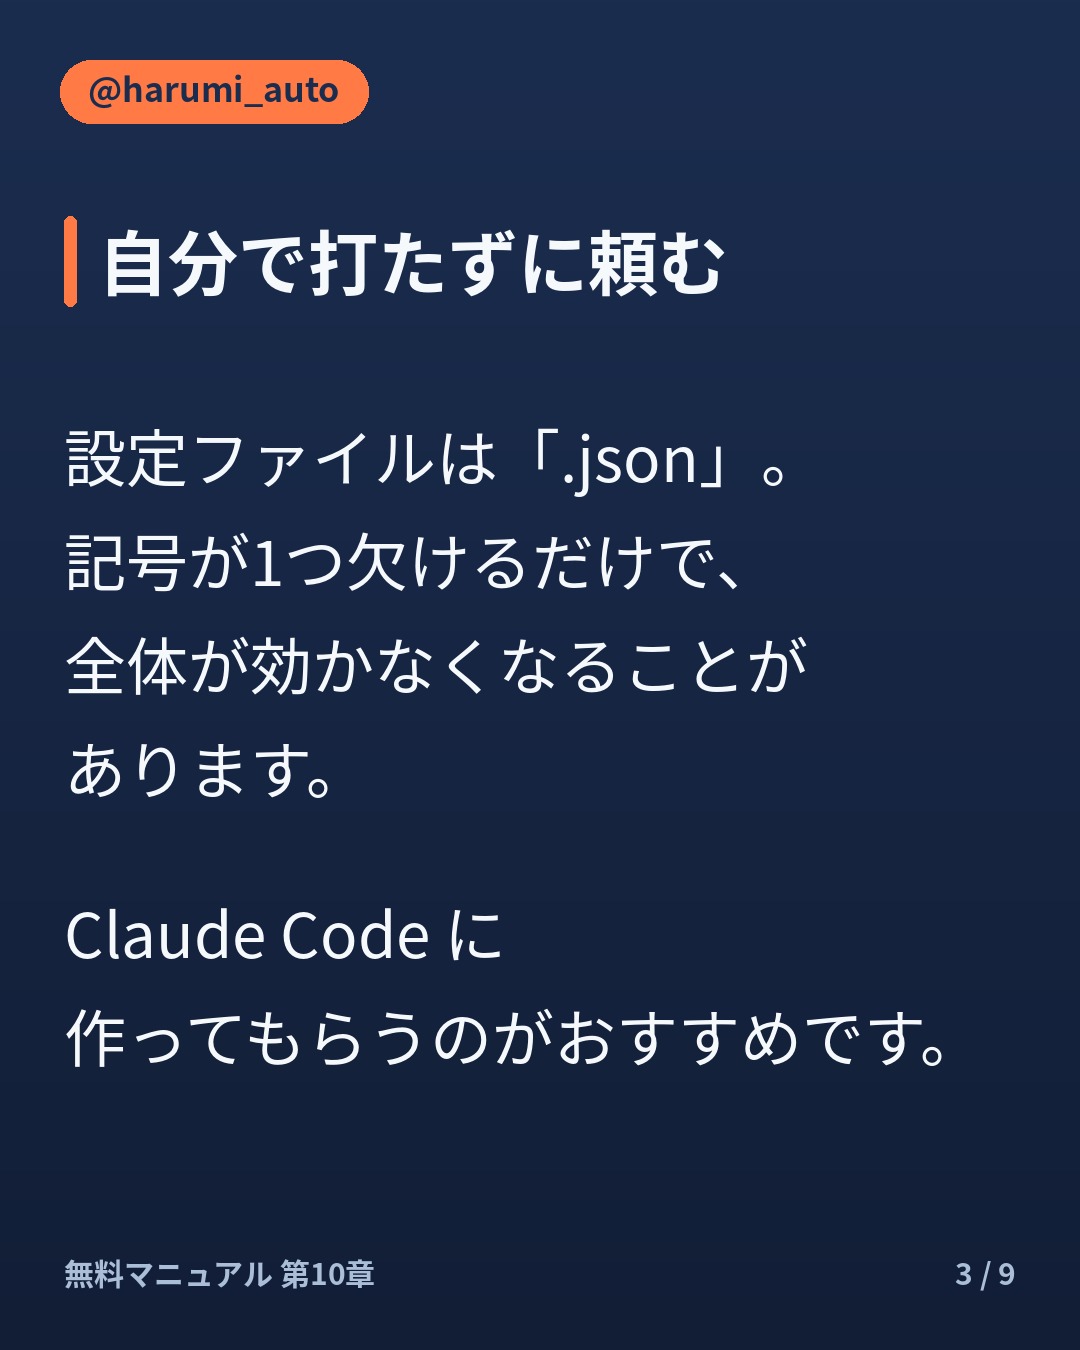 @harumi_auto
自分で打たずに頼む
設定ファイルは「.json」。
記号が1つ欠けるだけで、
全体が効かなくなることが
あります。
Claude Code に
作ってもらうのがおすすめです。
無料マニュアル 第10章
3 / 9